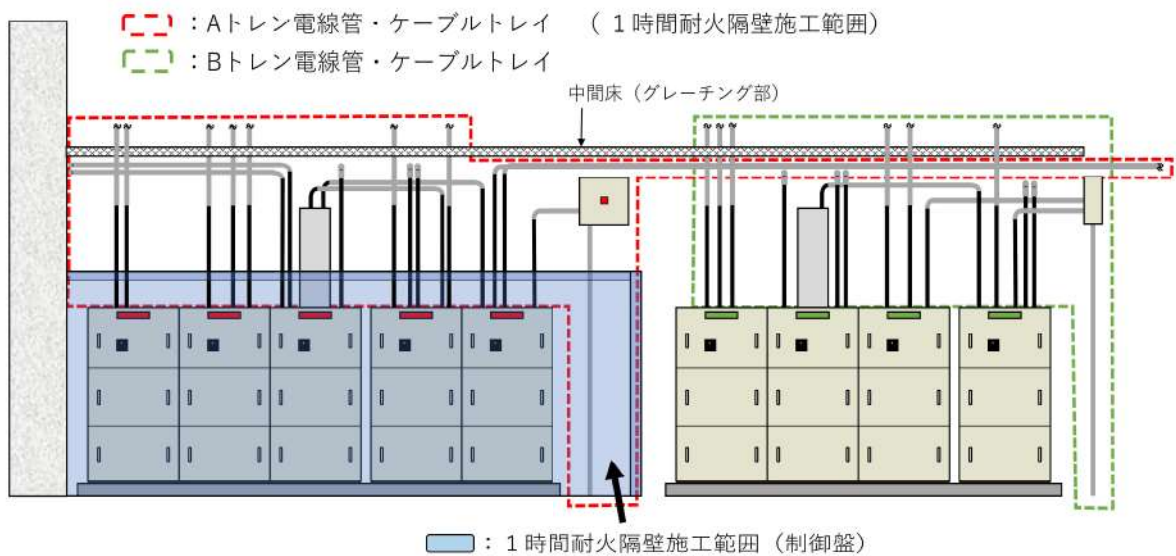 ：Aトレン電線管・ケーブルトレイ　（１時間耐火隔壁施工範囲）
：Bトレン電線管・ケーブルトレイ
中間床（グレーチング部）
：１時間耐火隔壁施工範囲（制御盤）